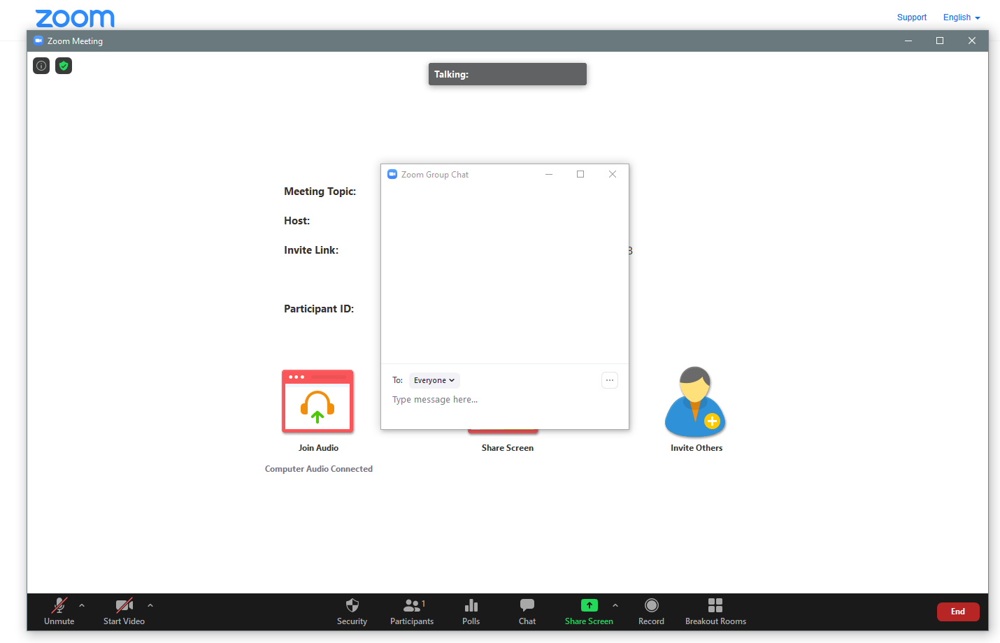 zoom
Support
English
Zoom Meeting
Talking:
Zoom Group Chat
Meeting Topic:
Host:
Invite Link:
Participant ID:
To: Everyone
Type message here...
Join Audio
Share Screen
Invite Others
Computer Audio Connected
Unmute
Start Video
Security
1
Participants
Polls
Chat
Share Screen
Record
Breakout Rooms
End